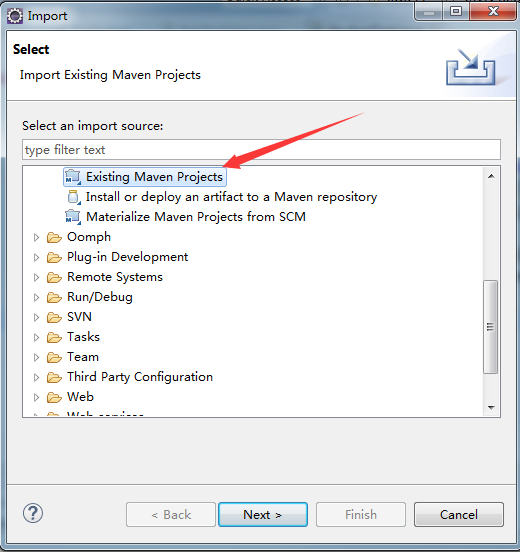 Import
Select
Import Existing Maven Projects
Select an import source:
type filter text
Existing Maven Projects
Install or deploy an artifact to a Maven repository
Materialize Maven Projects from SCM
Oomph
Plug-in Development
Remote Systems
Run/Debug
SVN
Tasks
Team
Third Party Configuration
Web
Web services
?
< Back
Next >
Finish
Cancel